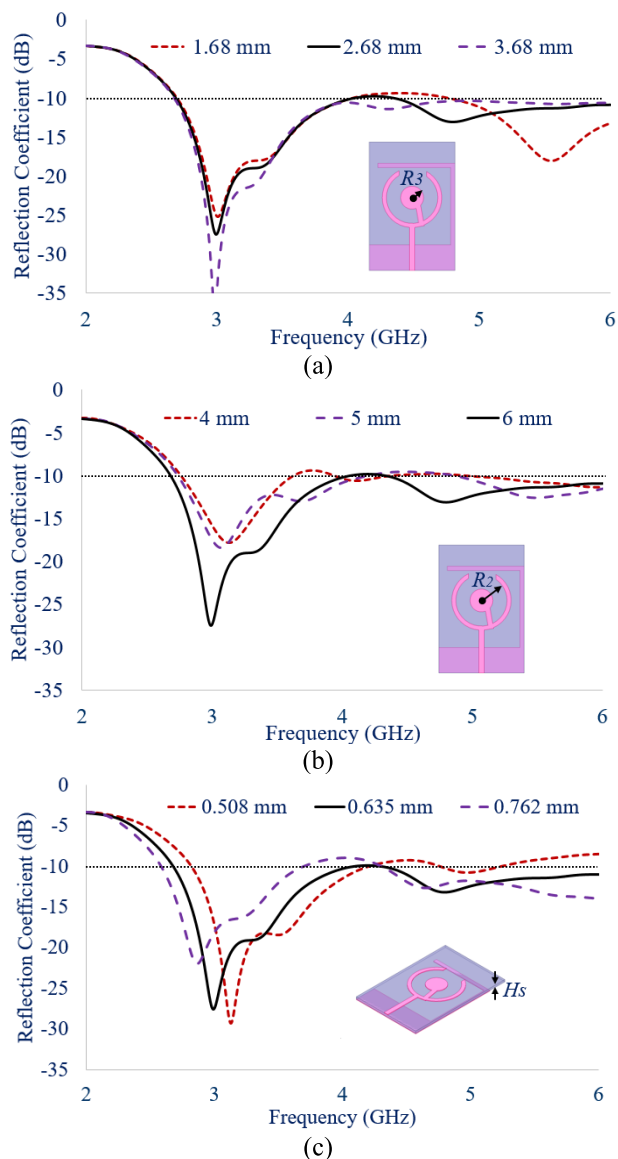 0
1.68 mm 2.68 mm 3.68 mm
-5
-10
-15
-20
-25
-30
-35
Reflection Coefficient (dB)
R3
2 3 4 5 6
Frequency (GHz)
(a)
0
4 mm 5 mm 6 mm
-5
-10
-15
-20
-25
-30
-35
Reflection Coefficient (dB)
R2
2 3 4 5 6
Frequency (GHz)
(b)
0
0.508 mm 0.635 mm 0.762 mm
-5
-10
-15
-20
-25
-30
-35
Reflection Coefficient (dB)
Hs
2 3 4 5 6
Frequency (GHz)
(c)